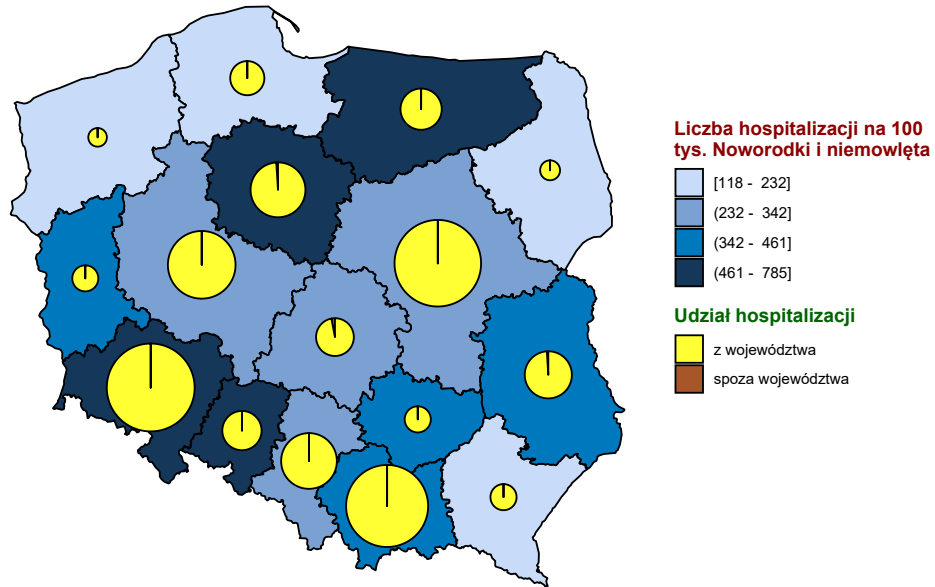 Liczba hospitalizacji na 100
tys. Noworodki i niemowlęta
[118 - 232]
(232 - 342]
(342 - 461]
(461 - 785]
Udział hospitalizacji
z województwa
spoza województwa